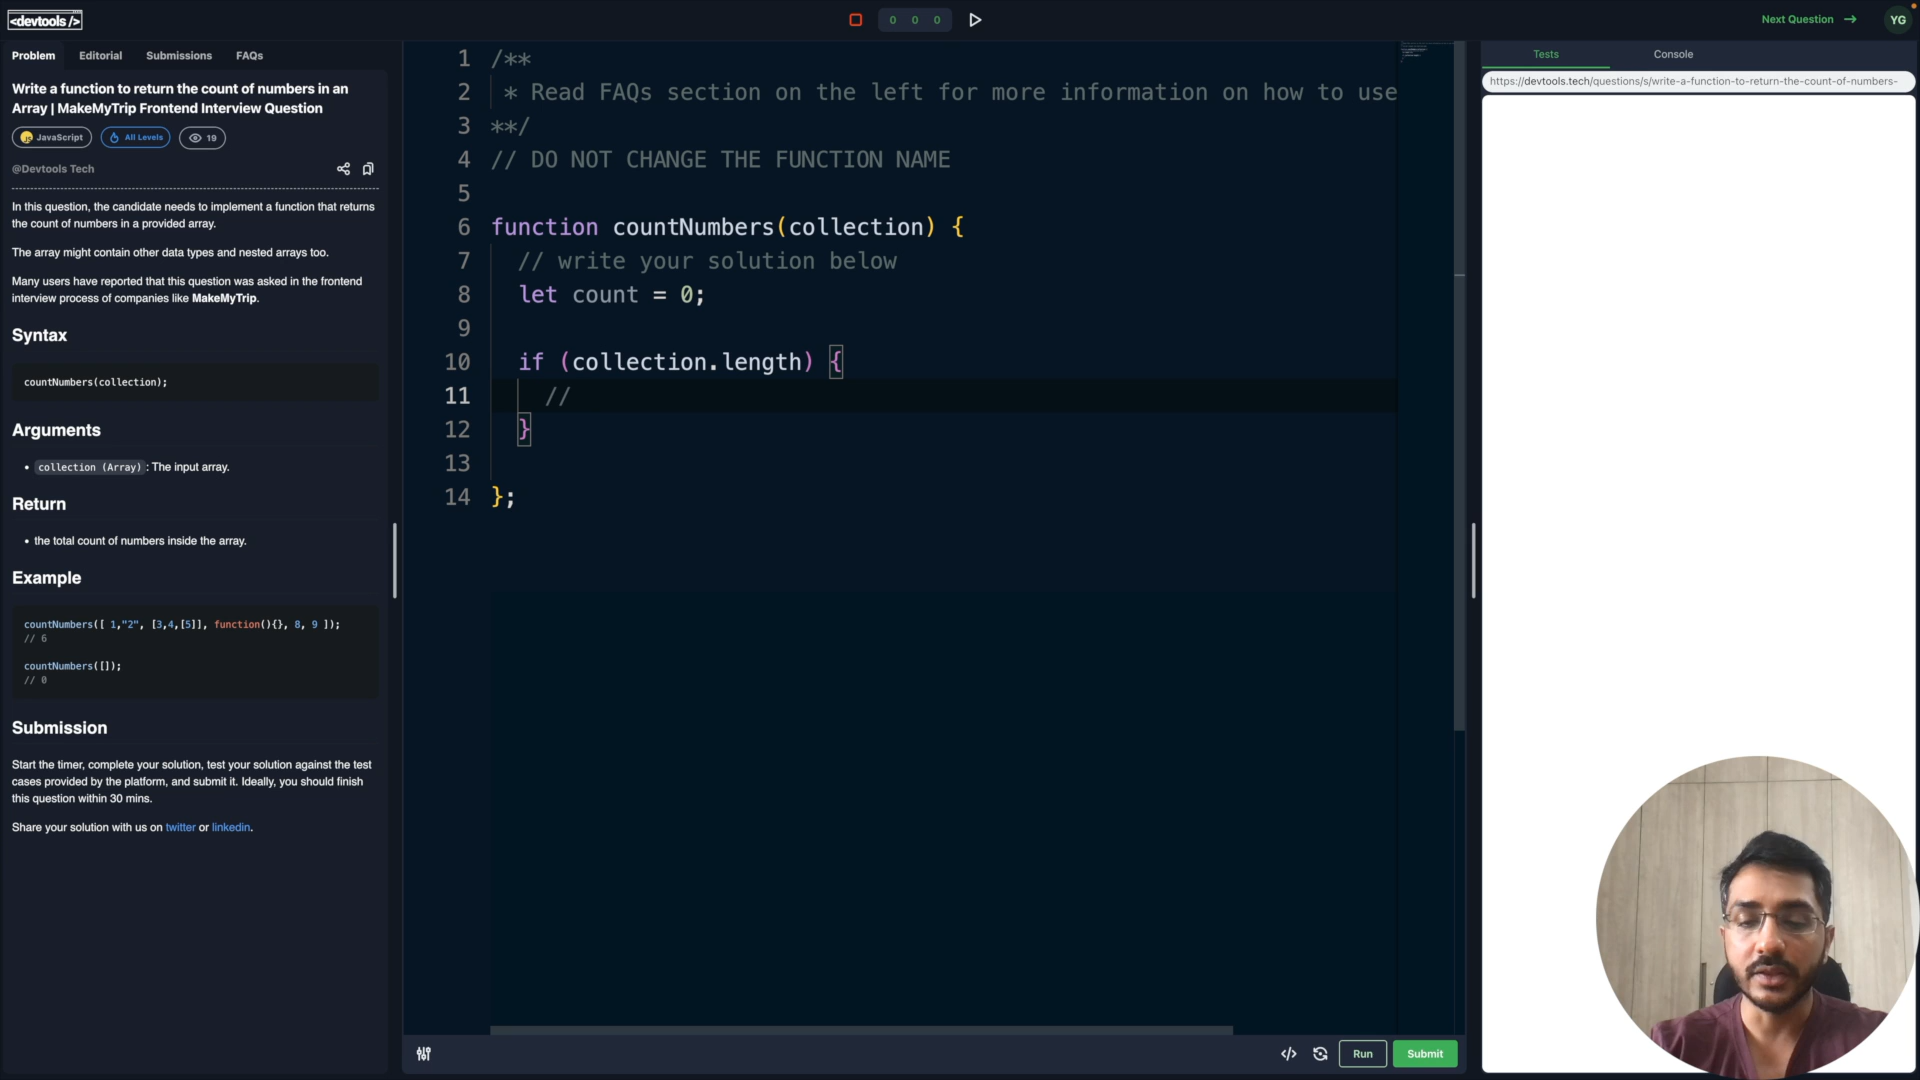 <devtools />
0 0 0
Next Question
YG
Problem Editorial Submissions FAQs
Write a function to return the count of numbers in an
Array | MakeMyTrip Frontend Interview Question
JavaScript All Levels 19
@Devtools Tech
In this question, the candidate needs to implement a function that returns
the count of numbers in a provided array.
The array might contain other data types and nested arrays too.
Many users have reported that this question was asked in the frontend
interview process of companies like MakeMyTrip.
Syntax
countNumbers(collection);
Arguments
• collection (Array): The input array.
Return
• the total count of numbers inside the array.
Example
countNumbers([ 1,"2", [3,4,[5]], function(){}, 8, 9 ]);
// 6
countNumbers([]);
// 0
Submission
Start the timer, complete your solution, test your solution against the test
cases provided by the platform, and submit it. Ideally, you should finish
this question within 30 mins.
Share your solution with us on twitter or linkedin.
1 /**
2 * Read FAQs section on the left for more information on how to use
3 **/
4 // DO NOT CHANGE THE FUNCTION NAME
5
6 function countNumbers(collection) {
7 // write your solution below
8 let count = 0;
9
10 if (collection.length) {
11 //
12 }
13
14 };
Run Submit
Tests Console
https://devtools.tech/questions/s/write-a-function-to-return-the-count-of-numbers-